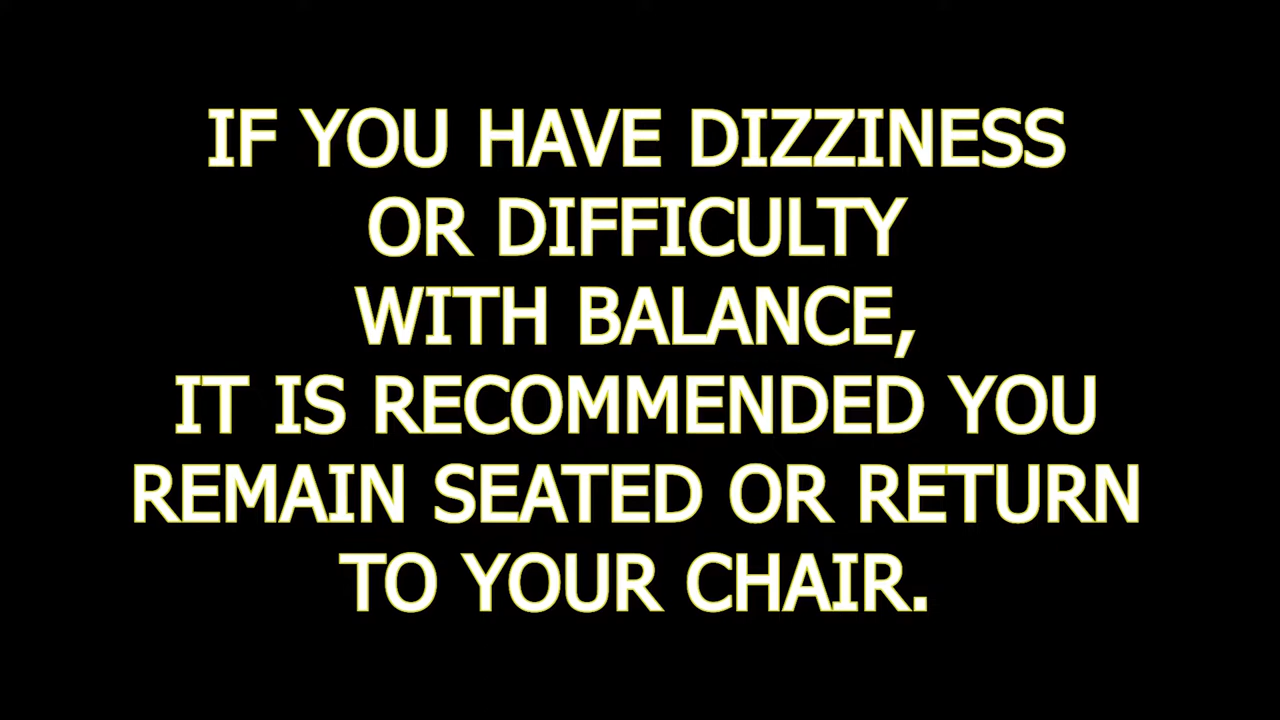 IF YOU HAVE DIZZINESS
OR DIFFICULTY
WITH BALANCE,
IT IS RECOMMENDED YOU
REMAIN SEATED OR RETURN
TO YOUR CHAIR.